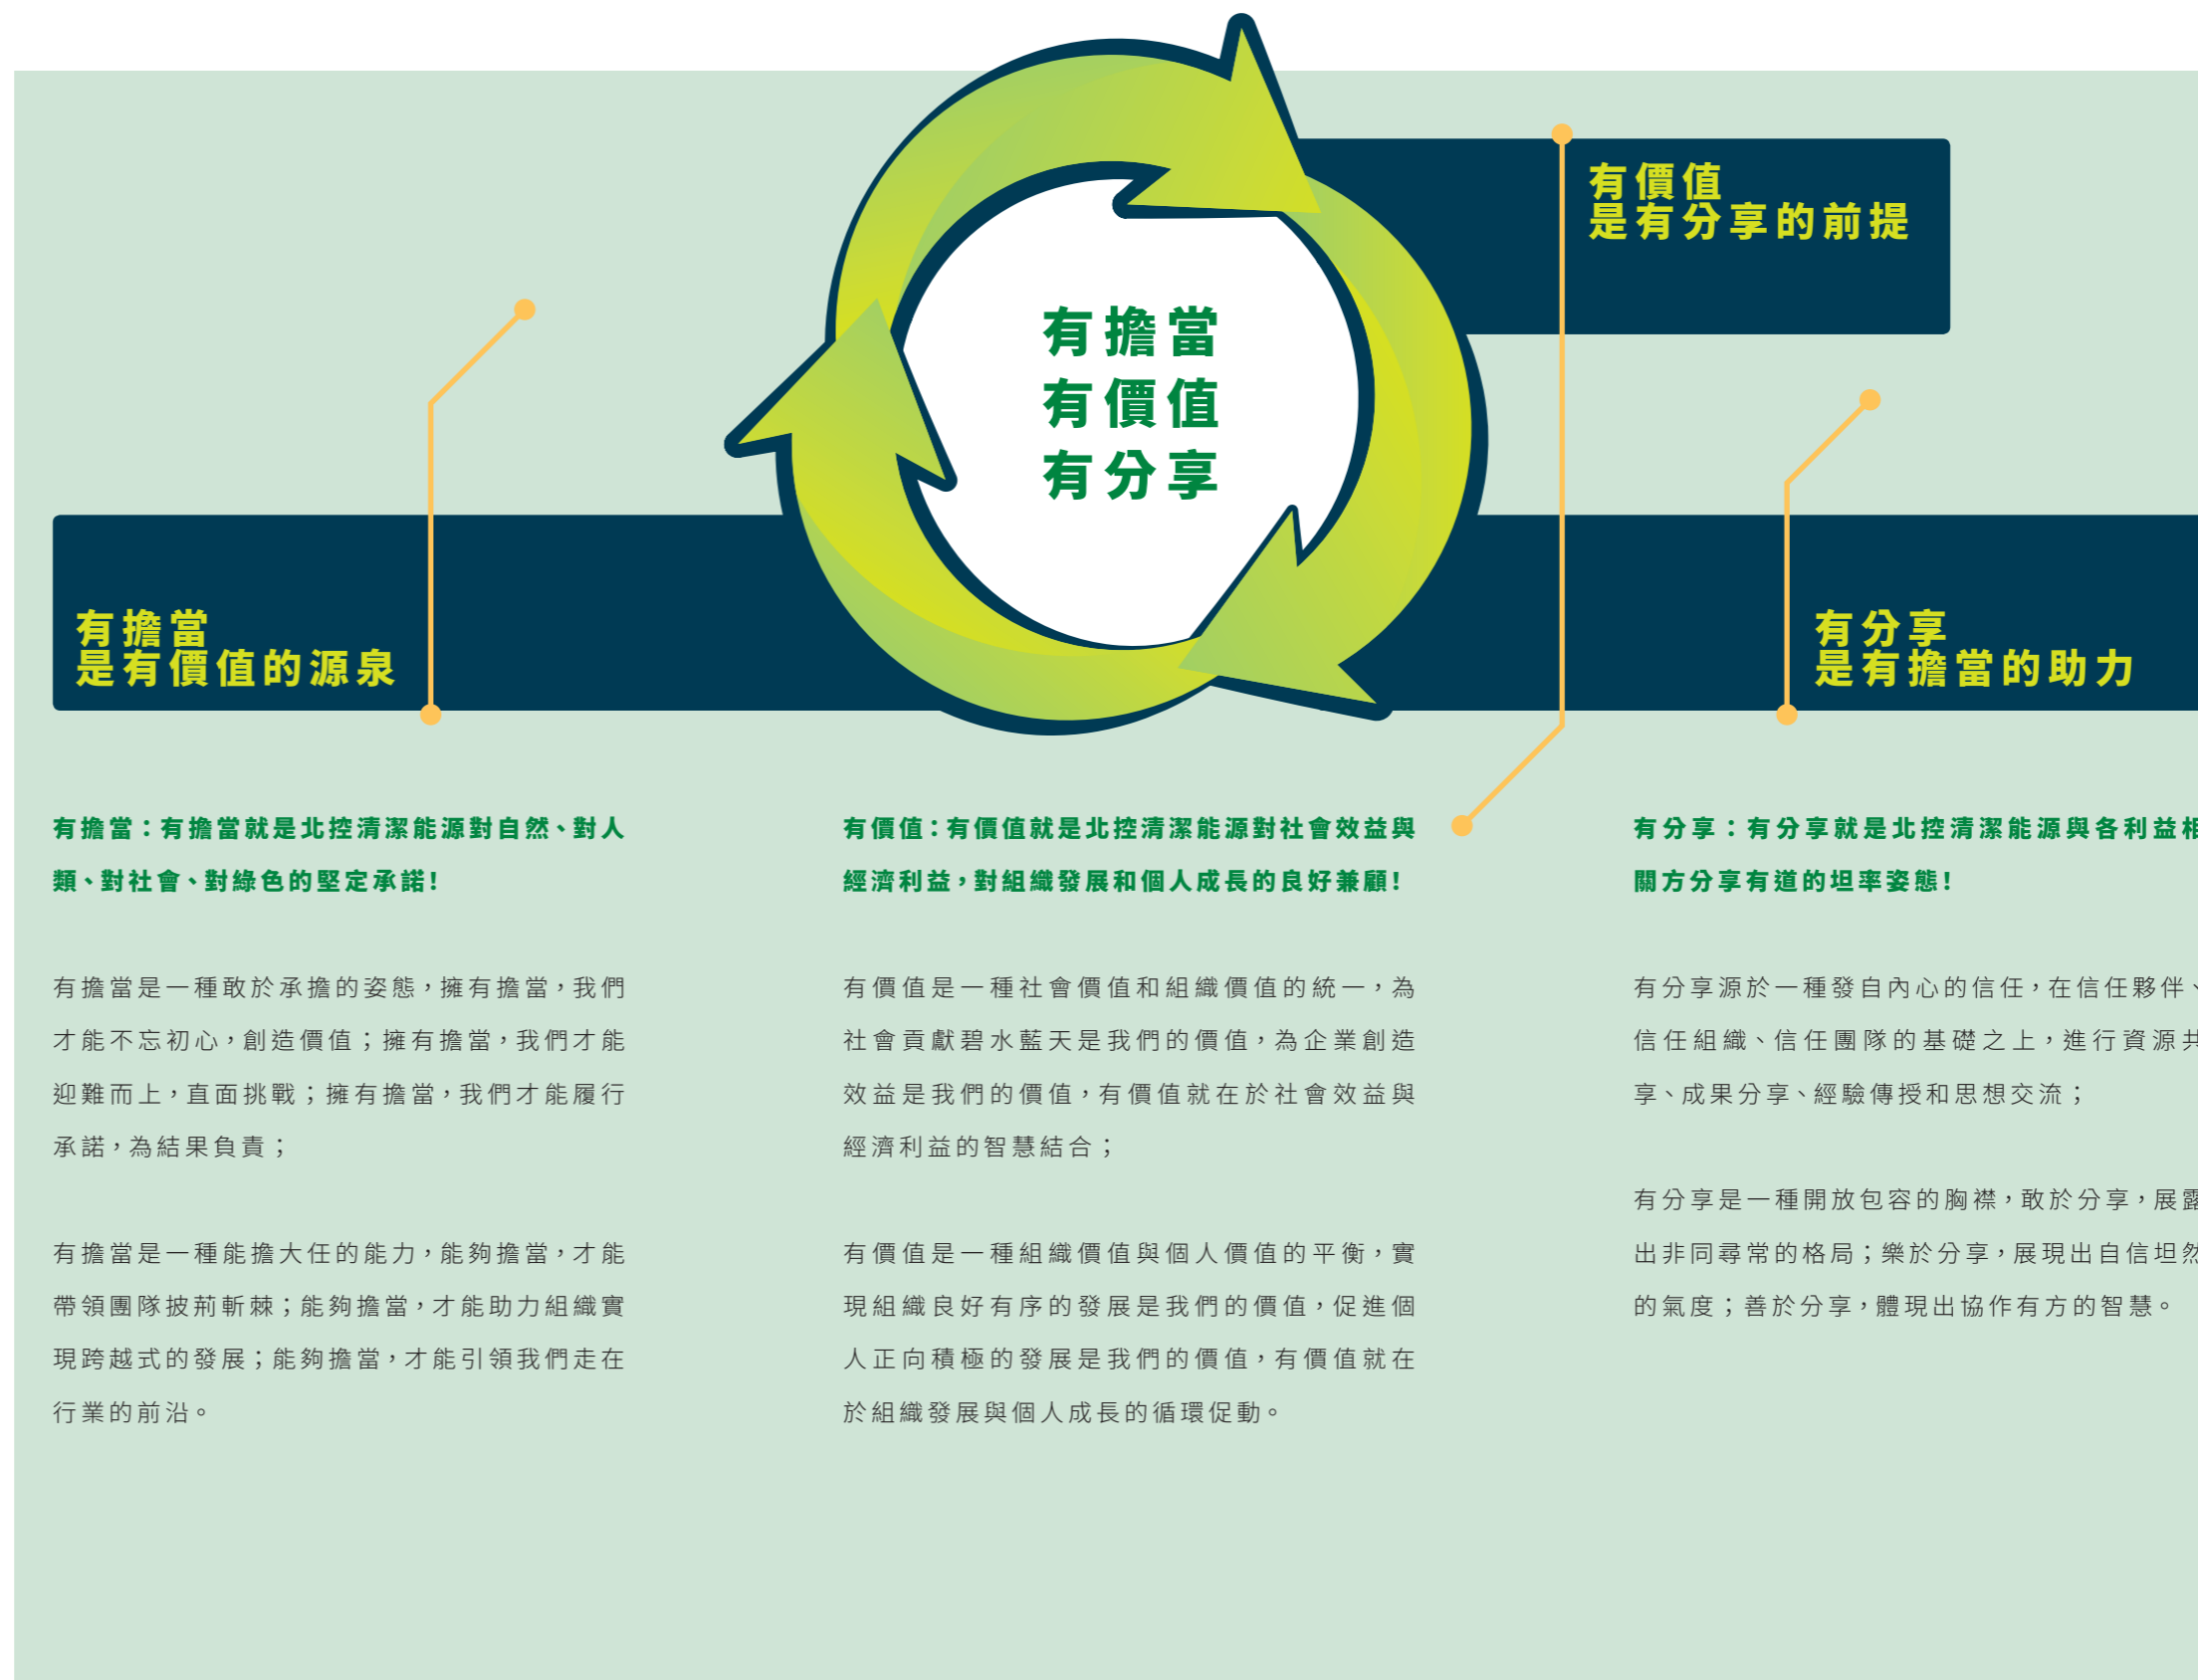 有擔當
有價值
有分享
有價值
是有分享的前提
有擔當
是有價值的源泉
有分享
是有擔當的助力
有擔當：有擔當就是北控清潔能源對自然、對人
類、對社會、對綠色的堅定承諾！
有擔當是一種敢於承擔的姿態，擁有擔當，我們
才能不忘初心，創造價值；擁有擔當，我們才能
迎難而上，直面挑戰；擁有擔當，我們才能履行
承諾，為結果負責；
有擔當是一種能擔大任的能力，能夠擔當，才能
帶領團隊披荊斬棘；能夠擔當，才能助力組織實
現跨越式的發展；能夠擔當，才能引領我們走在
行業的前沿。
有價值：有價值就是北控清潔能源對社會效益與
經濟利益，對組織發展和個人成長的良好兼顧！
有價值是一種社會價值和組織價值的統一，為
社會貢獻碧水藍天是我們的價值，為企業創造
效益是我們的價值，有價值就在於社會效益與
經濟利益的智慧結合；
有價值是一種組織價值與個人價值的平衡，實
現組織良好有序的發展是我們的價值，促進個
人正向積極的發展是我們的價值，有價值就在
於組織發展與個人成長的循環促動。
有分享：有分享就是北控清潔能源與各利益相
關方分享有道的坦率姿態！
有分享源於一種發自內心的信任，在信任夥伴、
信任組織、信任團隊的基礎之上，進行資源共
享、成果分享、經驗傳授和思想交流；
有分享是一種開放包容的胸襟，敢於分享，展露
出非同尋常的格局；樂於分享，展現出自信坦然
的氣度；善於分享，體現出協作有方的智慧。